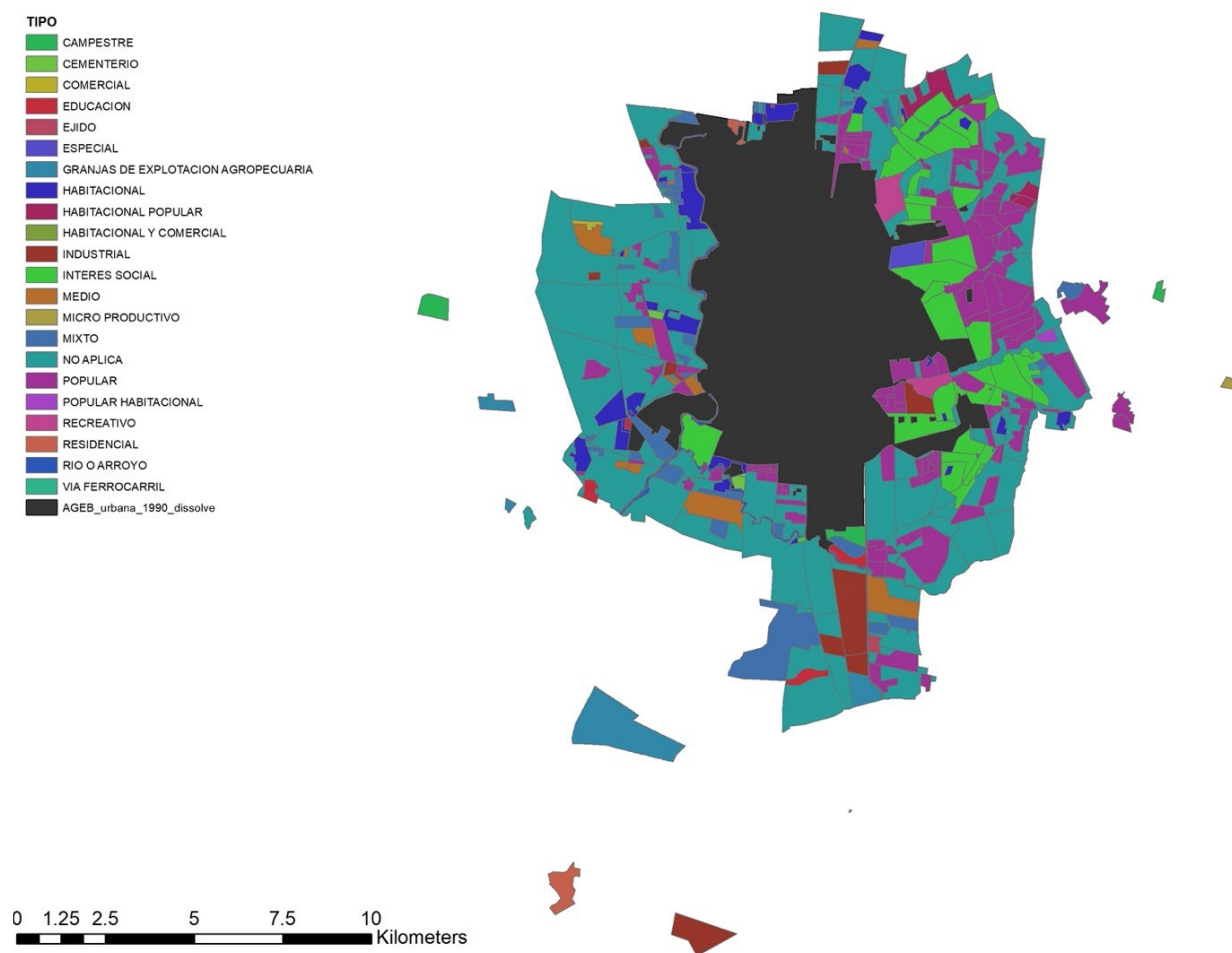 TIPO
CAMPESTRE
CEMENTERIO
COMERCIAL
EDUCACION
EJIDO
ESPECIAL
GRANJAS DE EXPLOTACION AGROPECUARIA
HABITACIONAL
HABITACIONAL POPULAR
HABITACIONAL Y COMERCIAL
INDUSTRIAL
INTERES SOCIAL
MEDIO
MICRO PRODUCTIVO
MIXTO
NO APLICA
POPULAR
POPULAR HABITACIONAL
RECREATIVO
RESIDENCIAL
RIO O ARROYO
VIA FERROCARRIL
AGEB_urbana_1990_dissolve
0 1.25 2.5 5 7.5 10
Kilometers